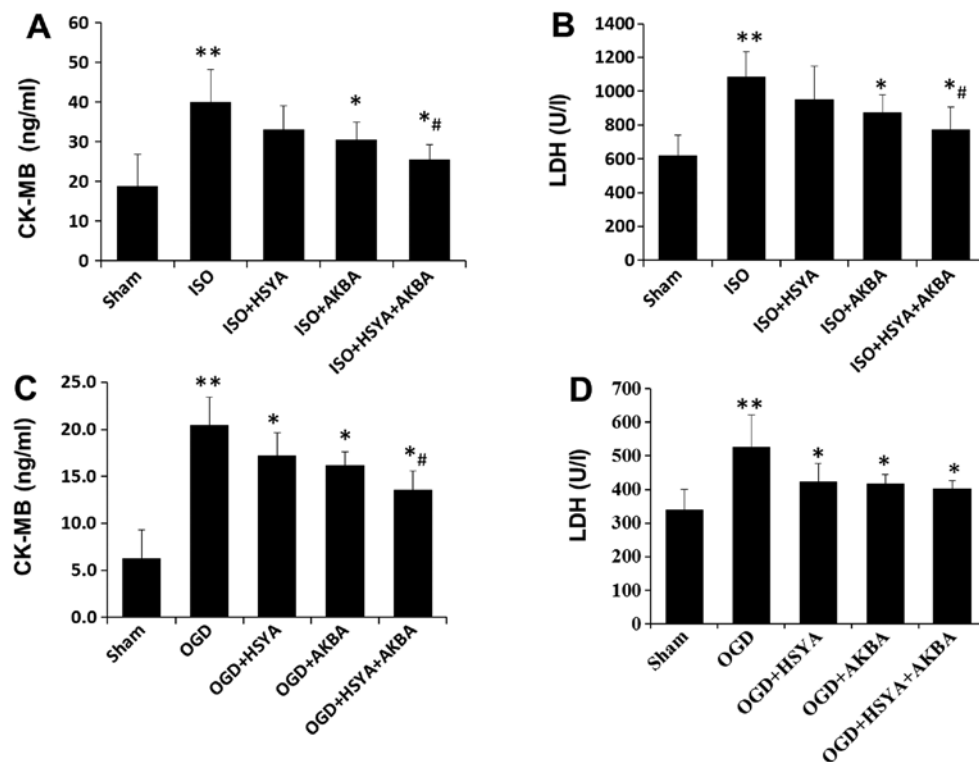 A
CK-MB (ng/ml)
60
50
40
30
20
10
0
**
*
*#
Sham
ISO
ISO+HSYA
ISO+AKBA
ISO+HSYA+AKBA
B
LDH (U/l)
1400
1200
1000
800
600
400
200
0
**
*
*#
Sham
ISO
ISO+HSYA
ISO+AKBA
ISO+HSYA+AKBA
C
CK-MB (ng/ml)
25.0
20.0
15.0
10.0
5.0
0.0
**
*
*
*#
Sham
OGD
OGD+HSYA
OGD+AKBA
OGD+HSYA+AKBA
D
LDH (U/l)
700
600
500
400
300
200
100
0
**
*
*
*
Sham
OGD
OGD+HSYA
OGD+AKBA
OGD+HSYA+AKBA